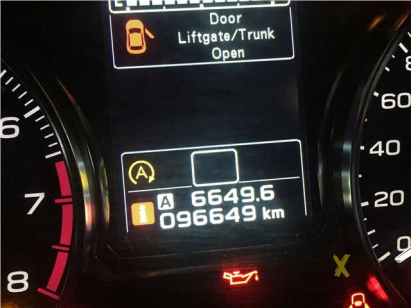 Door
Liftgate/Trunk
Open
A
A 6649.6
i 096649 km
6
7
8
60
40
20
0